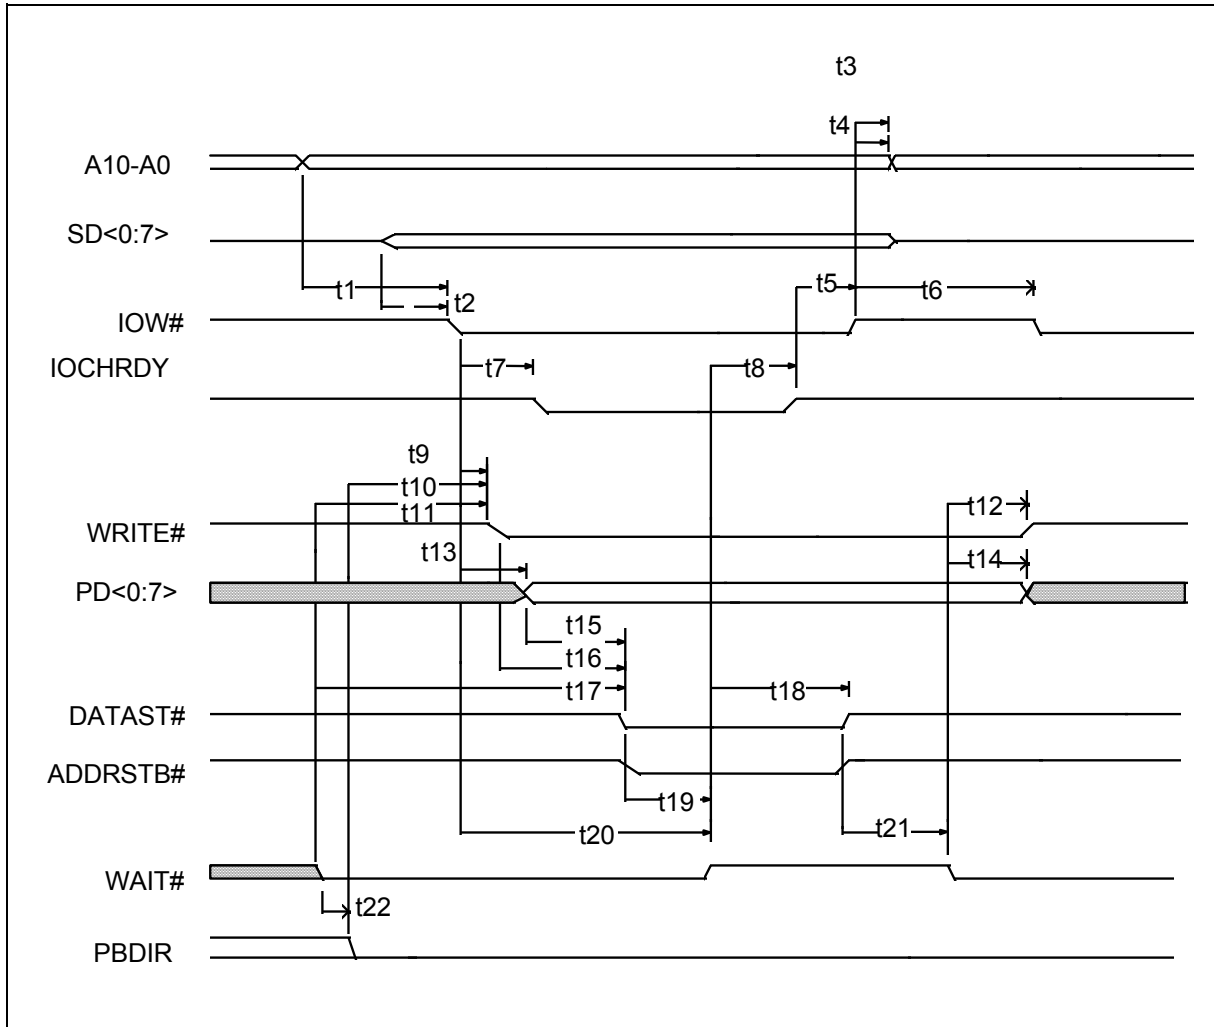 t3
t4
A10-A0
SD<0:7>
t1
t2
t5
t6
IOW#
IOCHRDY
t7
t8
t9
t10
t11
t12
WRITE#
t13
t14
PD<0:7>
t15
t16
t17
t18
DATAST#
ADDRSTB#
t19
t20
t21
WAIT#
t22
PBDIR